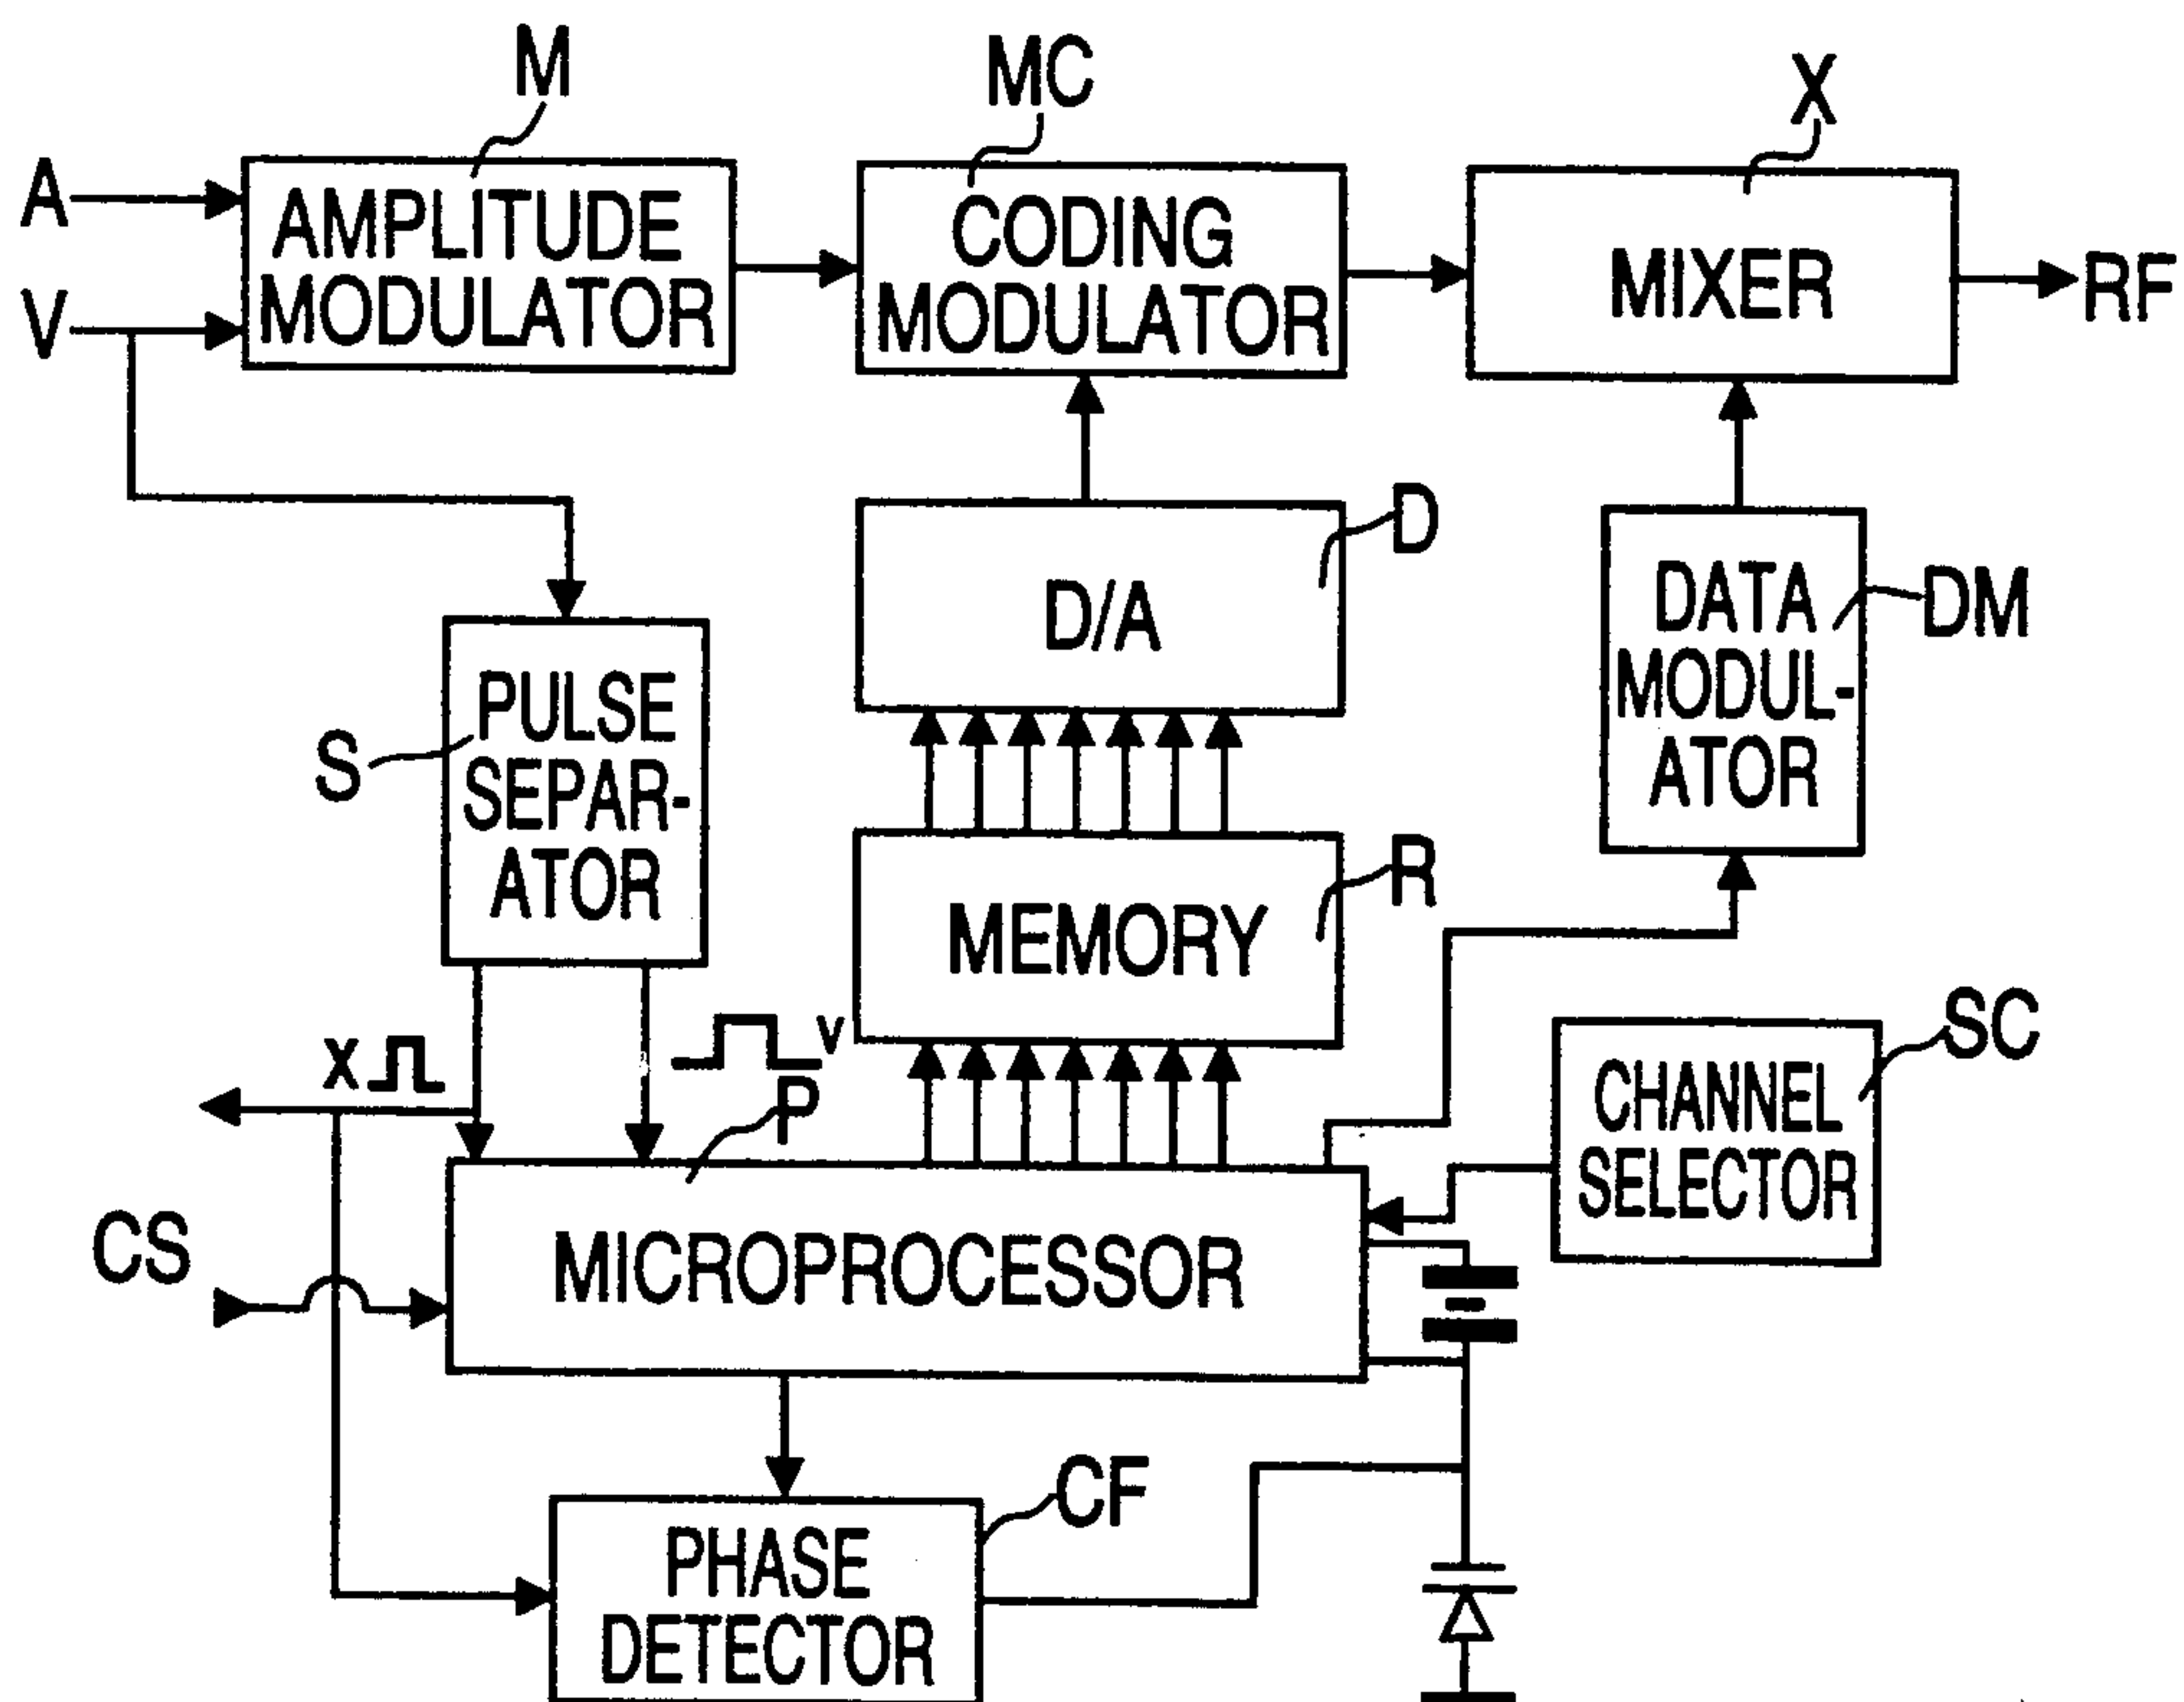 M
MC
X
A
V
AMPLITUDE
MODULATOR
CODING
MODULATOR
MIXER
RF
D
D/A
DATA
MODUL-
ATOR
DM
S
PULSE
SEPAR-
ATOR
R
MEMORY
X
V
P
SC
CHANNEL
SELECTOR
CS
MICROPROCESSOR
CF
PHASE
DETECTOR